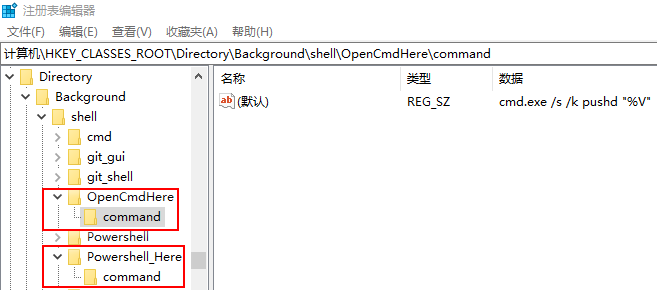 注册表编辑器
文件(F) 编辑(E) 查看(V) 收藏夹(A) 帮助(H)
计算机\HKEY_CLASSES_ROOT\Directory\Background\shell\OpenCmdHere\command
Directory
Background
shell
cmd
git_gui
git_shell
OpenCmdHere
command
Powershell
Powershell_Here
command
名称 类型 数据
ab (默认) REG_SZ cmd.exe /s /k pushd "%V"